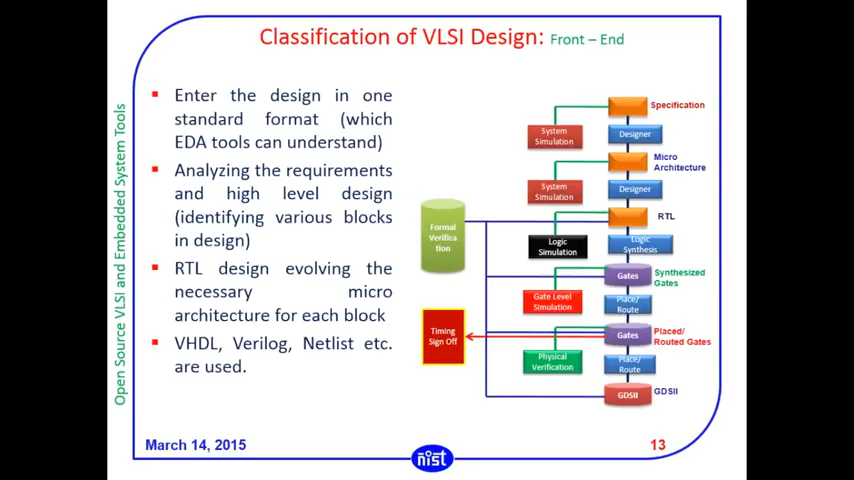 Classification of VLSI Design: Front – End
Open Source VLSI and Embedded System Tools
Enter the design in one
standard format (which
EDA tools can understand)
Analyzing the requirements
and high level design
(identifying various blocks
in design)
RTL design evolving the
necessary micro
architecture for each block
VHDL, Verilog, Netlist etc.
are used.
Specification
System
Simulation
Designer
Micro
Architecture
System
Simulation
Designer
RTL
Formal
Verifica
tion
Logic
Simulation
Logic
Synthesis
Gates
Synthesized
Gates
Gate Level
Simulation
Place/
Route
Timing
Sign Off
Gates
Placed/
Routed Gates
Physical
Verification
Place/
Route
GDSII
GDSII
March 14, 2015
13
nist